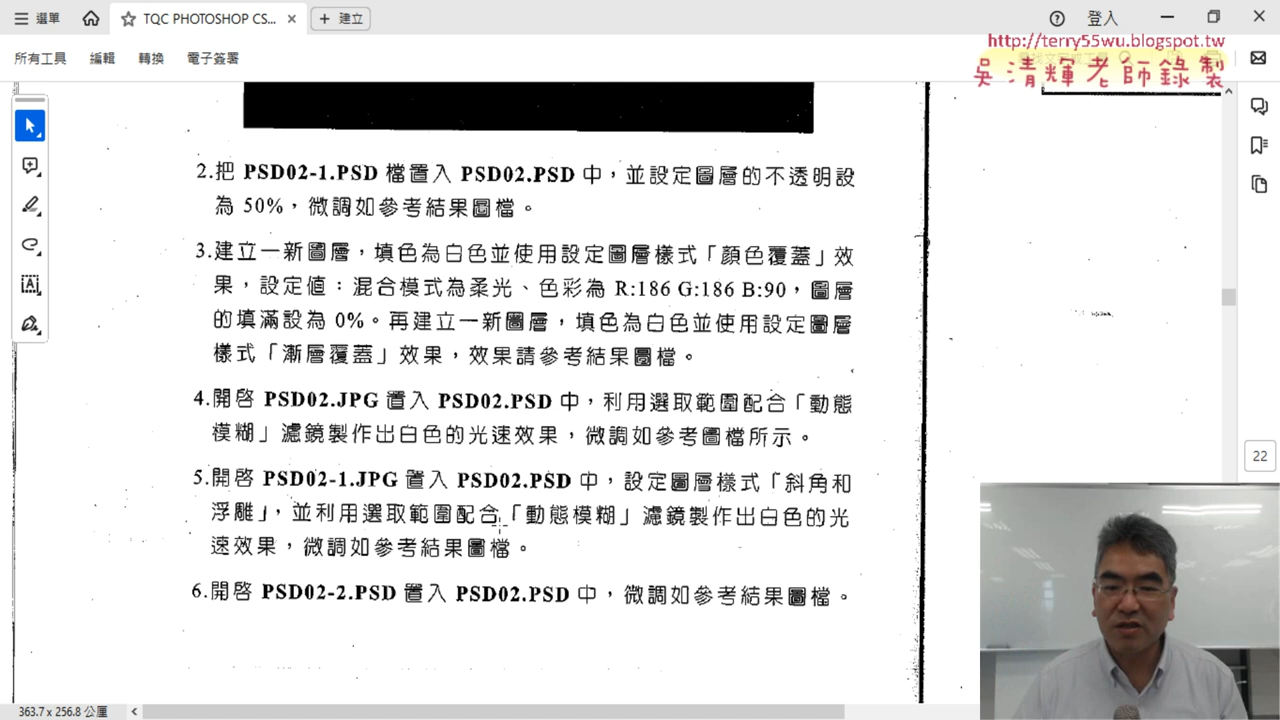 選單
TQC PHOTOSHOP CS...
建立
登入
http://terry55wu.blogspot.tw
所有工具
編輯
轉換
電子簽署
吳清輝老師錄製
2.把 PSD02-1.PSD 檔置入 PSD02.PSD 中，並設定圖層的不透明設
為 50%，微調如參考結果圖檔。
3.建立一新圖層，填色為白色並使用設定圖層樣式「顏色覆蓋」效
果，設定值：混合模式為柔光、色彩為 R:186 G:186 B:90，圖層
的填滿設為 0%。再建立一新圖層，填色為白色並使用設定圖層
樣式「漸層覆蓋」效果，效果請參考結果圖檔。
4.開啓 PSD02.JPG 置入 PSD02.PSD 中，利用選取範圍配合「動態
模糊」濾鏡製作出白色的光速效果，微調如參考圖檔所示。
5.開啓 PSD02-1.JPG 置入 PSD02.PSD 中，設定圖層樣式「斜角和
浮雕」，並利用選取範圍配合「動態模糊」濾鏡製作出白色的光
速效果，微調如參考結果圖檔。
6.開啓 PSD02-2.PSD 置入 PSD02.PSD 中，微調如參考結果圖檔。
22
363.7 x 256.8 公厘